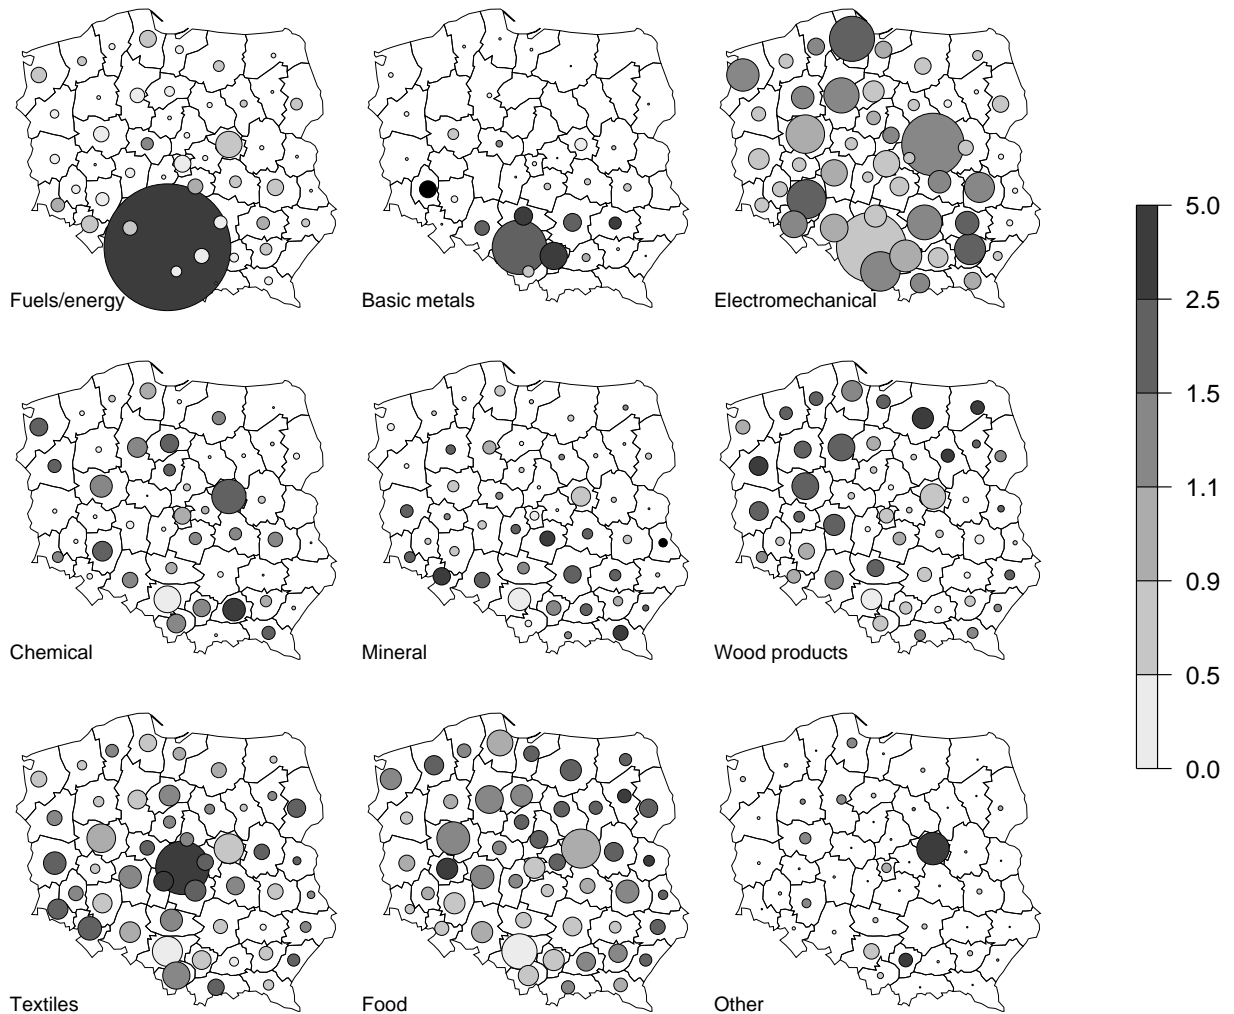 Fuels/energy
Basic metals
Electromechanical
Chemical
Mineral
Wood products
Textiles
Food
Other
5.0
2.5
1.5
1.1
0.9
0.5
0.0